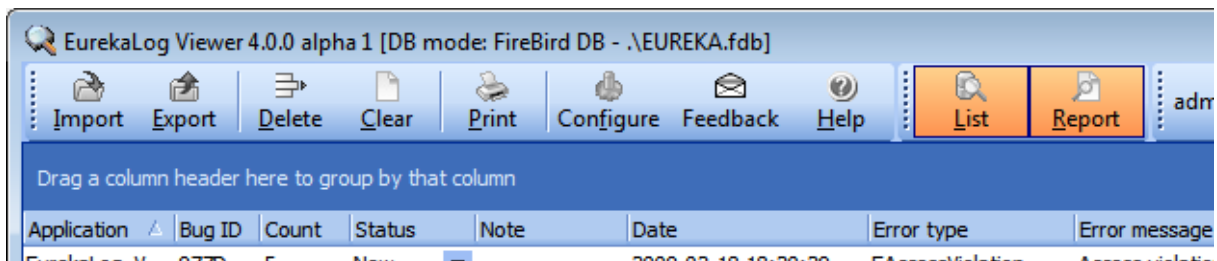 EurekaLog Viewer 4.0.0 alpha 1 [DB mode: FireBird DB - .\EUREKA.fdb]
Import Export Delete Clear Print Configure Feedback Help List Report adm
Drag a column header here to group by that column
Application Bug ID Count Status Note Date Error type Error message